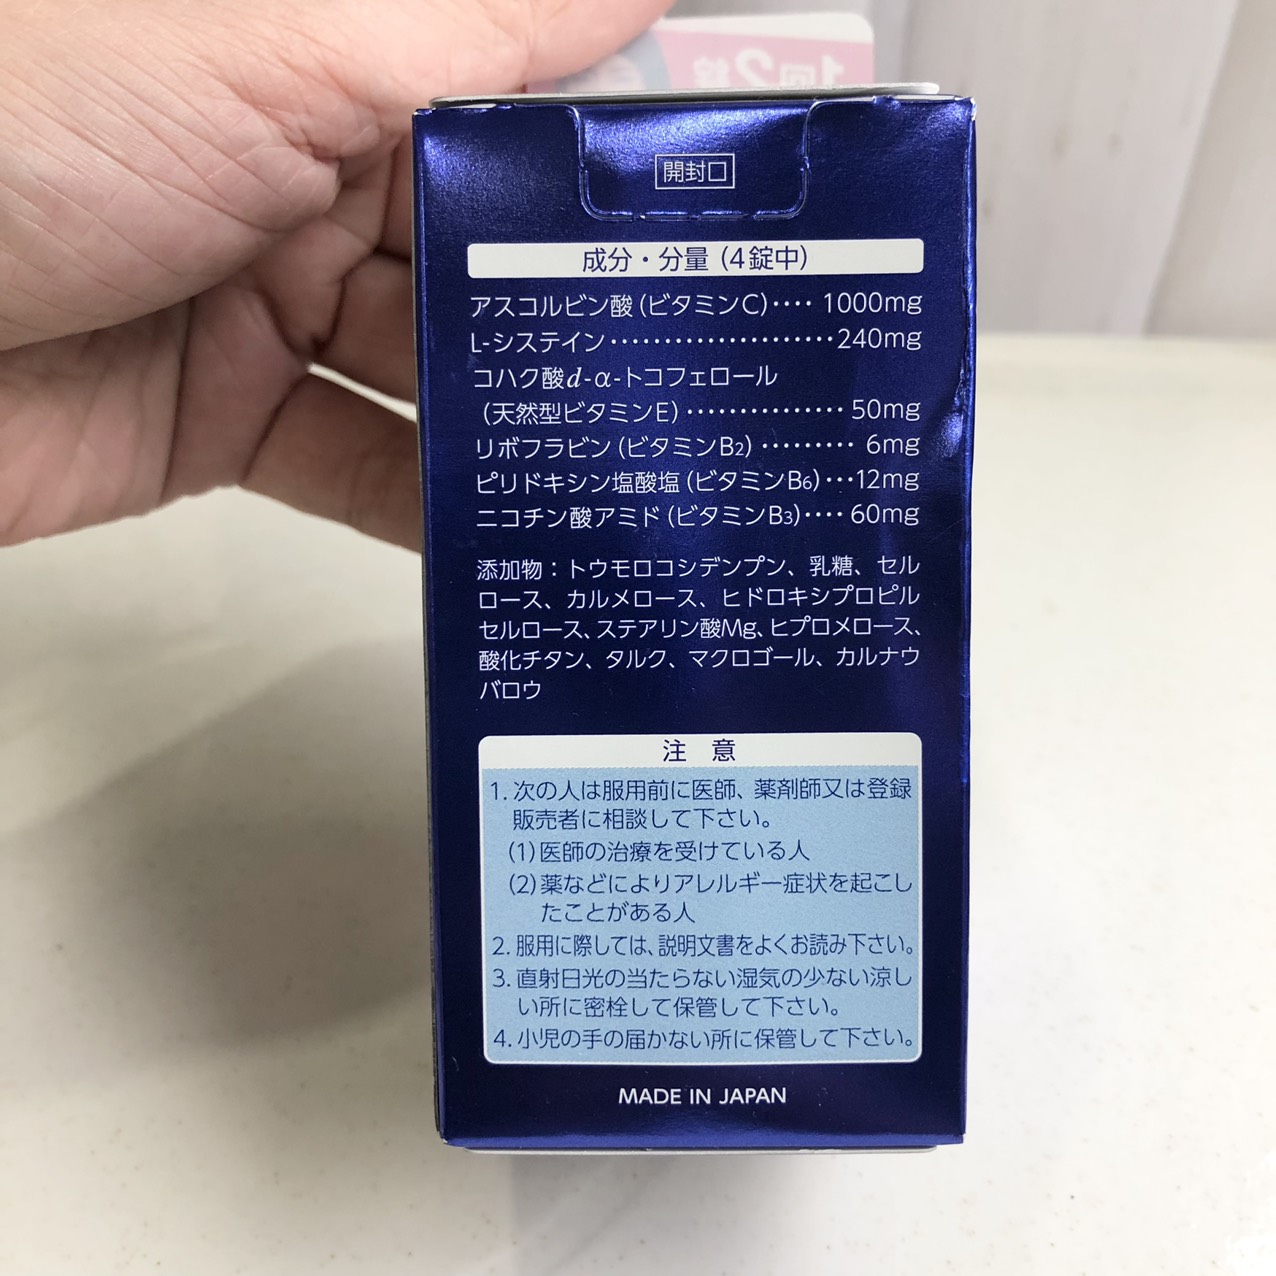 1回2錠
開封口
成分・分量（4錠中）
アスコルビン酸（ビタミンC）‥‥ 1000mg
L-システイン‥‥‥‥‥‥‥‥‥‥‥240mg
コハク酸d-α-トコフェロール
（天然型ビタミンE）‥‥‥‥‥‥‥ 50mg
リボフラビン（ビタミンB2）‥‥‥‥‥ 6mg
ピリドキシン塩酸塩（ビタミンB6）‥‥12mg
ニコチン酸アミド（ビタミンB3）‥‥ 60mg
添加物：トウモロコシデンプン、乳糖、セル
ロース、カルメロース、ヒドロキシプロピル
セルロース、ステアリン酸Mg、ヒプロメロース、
酸化チタン、タルク、マクロゴール、カルナウ
バロウ
注　意
1. 次の人は服用前に医師、薬剤師又は登録
販売者に相談して下さい。
（1）医師の治療を受けている人
（2）薬などによりアレルギー症状を起こし
たことがある人
2. 服用に際しては、説明文書をよくお読み下さい。
3. 直射日光の当たらない湿気の少ない涼し
い所に密栓して保管して下さい。
4. 小児の手の届かない所に保管して下さい。
MADE IN JAPAN